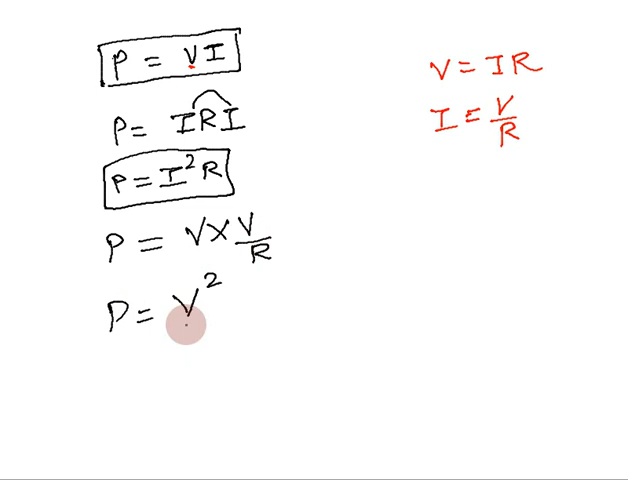 P = VI
P = IRI
P = I²R
P = V × V/R
P = V²
V = IR
I = V/R